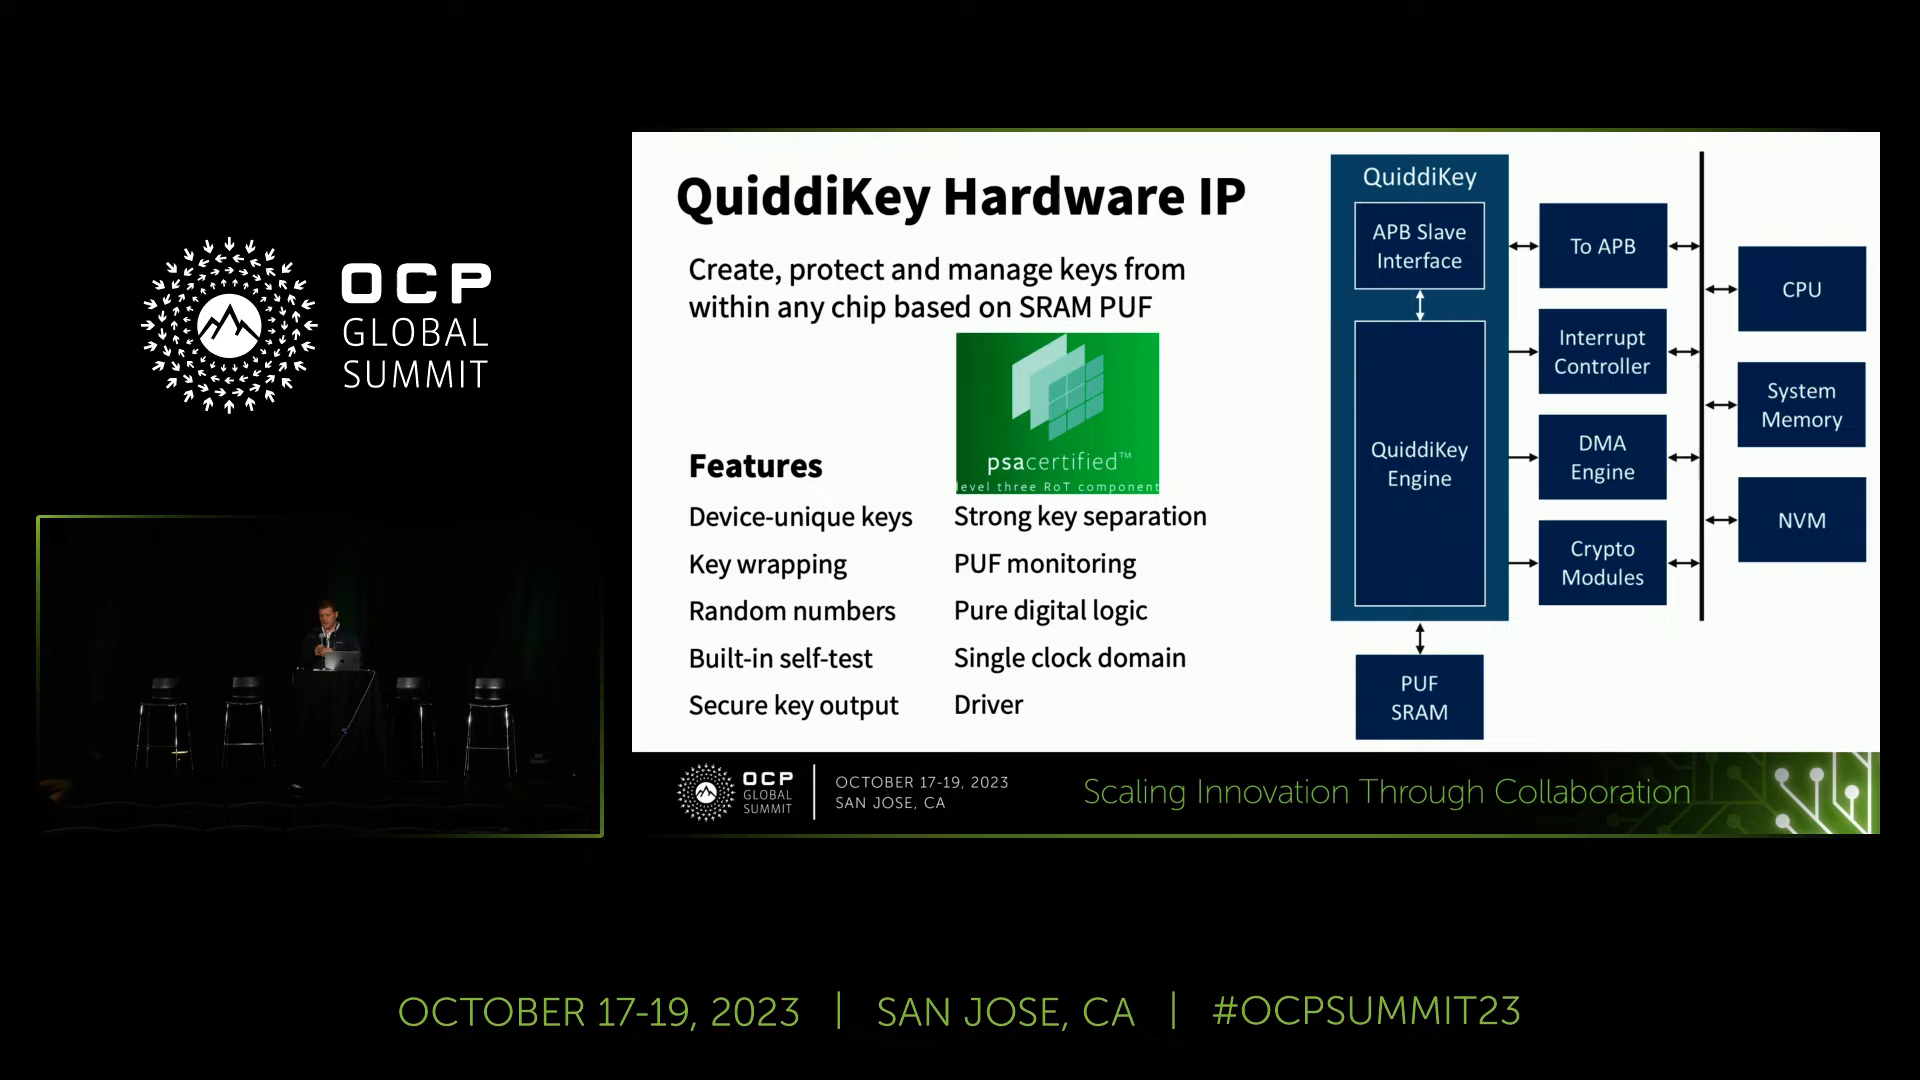 OCP
GLOBAL
SUMMIT
QuiddiKey Hardware IP
Create, protect and manage keys from
within any chip based on SRAM PUF
psacertified™
level three RoT component
Features
Device-unique keys
Key wrapping
Random numbers
Built-in self-test
Secure key output
Strong key separation
PUF monitoring
Pure digital logic
Single clock domain
Driver
QuiddiKey
APB Slave
Interface
QuiddiKey
Engine
PUF
SRAM
To APB
Interrupt
Controller
DMA
Engine
Crypto
Modules
CPU
System
Memory
NVM
OCP
GLOBAL
SUMMIT
OCTOBER 17-19, 2023
SAN JOSE, CA
Scaling Innovation Through Collaboration
OCTOBER 17-19, 2023 | SAN JOSE, CA | #OCPSUMMIT23